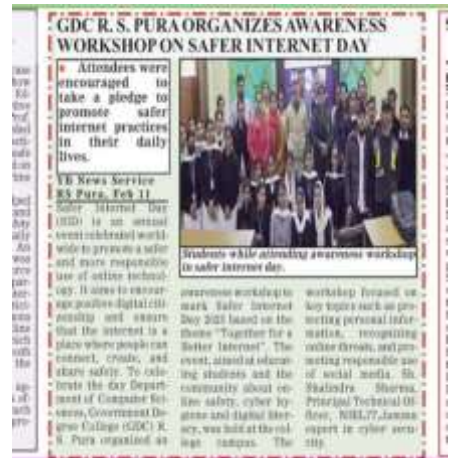 GDC R. S. PURA ORGANIZES AWARENESS
WORKSHOP ON SAFER INTERNET DAY
Attendees were
encouraged to
take a pledge to
promote safer
internet practices
in their daily
lives.
YB News Service
RS Pura, Feb 11
Safer Internet Day
(SID) is an annual
event celebrated world-
wide to promote a safer
and more responsible
use of online technol-
ogy. It aims to encour-
age positive digital citi-
zenship and ensure
that the internet is a
place where people can
connect, create, and
share safely. To cele-
brate the day Depart-
ment of Computer Sci-
ences, Government De-
gree College (GDC) R.
S. Pura organized an
Students while attending awareness workshop
in safer internet day.
awareness workshop to
mark Safer Internet
Day 2025 based on the
theme "Together for a
Better Internet". The
event, aimed at educat-
ing students and the
community about on-
line safety, cyber hy-
giene and digital liter-
acy, was held at the col-
lege campus. The
workshop focused on
key topics such as pro-
tecting personal infor-
mation, recognizing
online threats, and pro-
moting responsible use
of social media. Sh.
Shailendra Sharma,
Principal Technical Of-
ficer, Jammu
expert in cyber secu-
rity